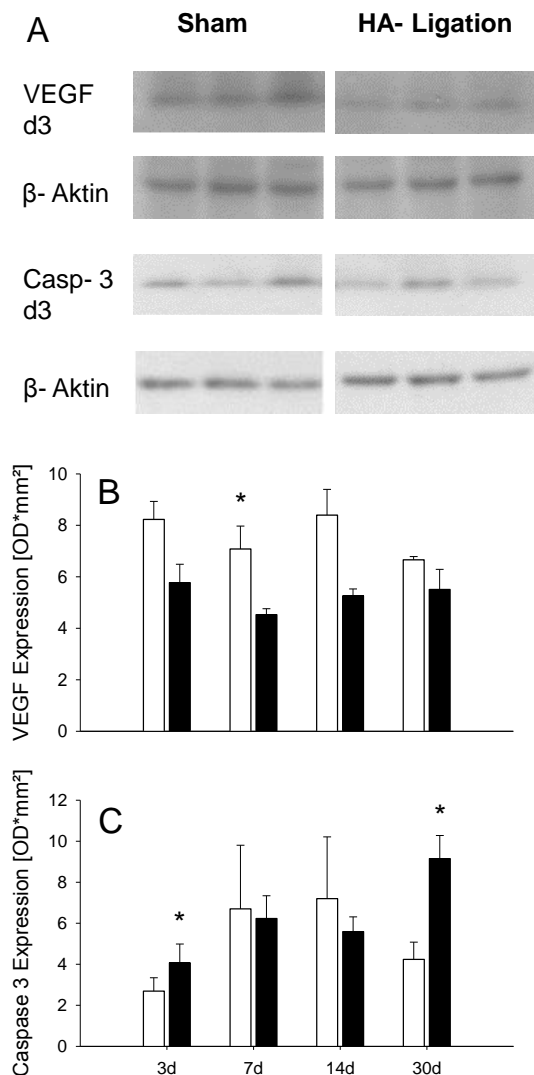 A
Sham
HA- Ligation
VEGF
d3
β- Aktin
Casp- 3
d3
β- Aktin
B
VEGF Expression [OD*mm²]
10
8
6
4
2
0
*
C
Caspase 3 Expression [OD*mm²]
12
10
8
6
4
2
0
*
*
3d
7d
14d
30d